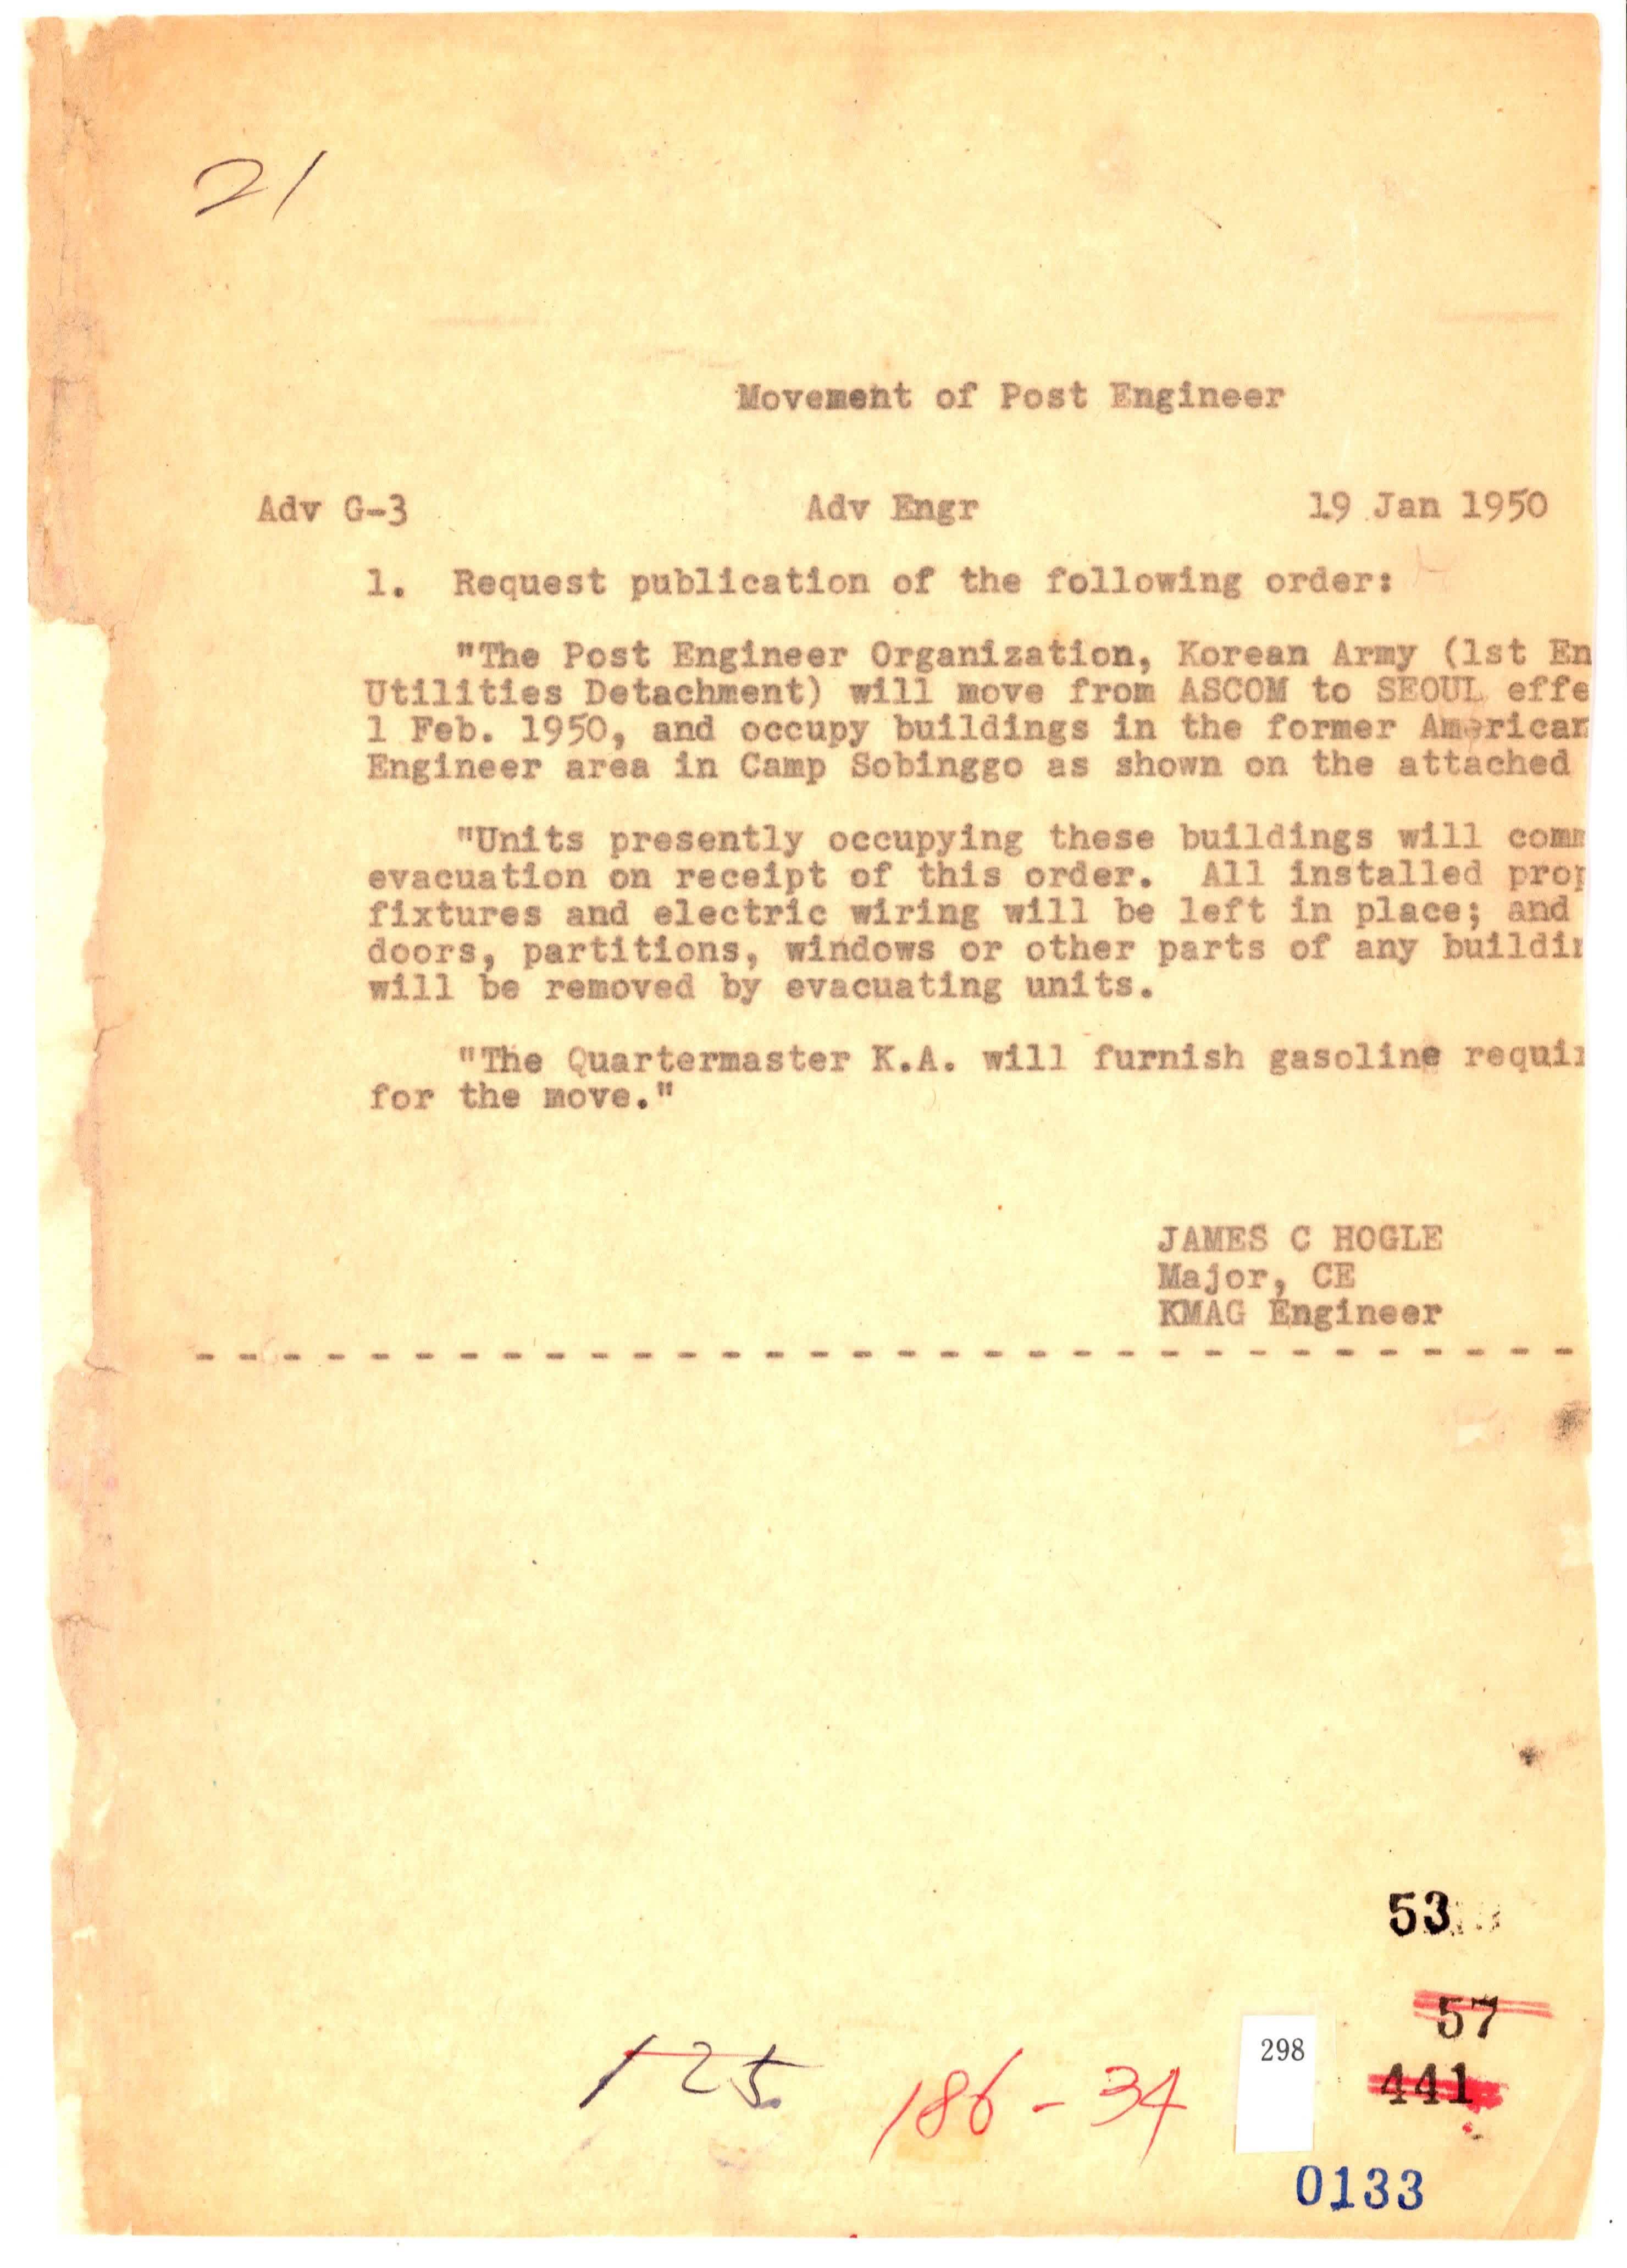 21
Movement of Post Engineer
Adv G-3 Adv Engr 19 Jan 1950
1. Request publication of the following order:
"The Post Engineer Organization, Korean Army (1st En
Utilities Detachment) will move from ASCOM to SEOUL effe
1 Feb. 1950, and occupy buildings in the former American
Engineer area in Camp Sobinggo as shown on the attached
"Units presently occupying these buildings will comm
evacuation on receipt of this order. All installed prop
fixtures and electric wiring will be left in place; and
doors, partitions, windows or other parts of any buildin
will be removed by evacuating units.
"The Quartermaster K.A. will furnish gasoline requir
for the move."
JAMES C HOGLE
Major, CE
KMAG Engineer
- - - - - - - - - - - - - - - - - - - - - - - - - - - - - - - -
53
57
298
441
125
186-34
0133